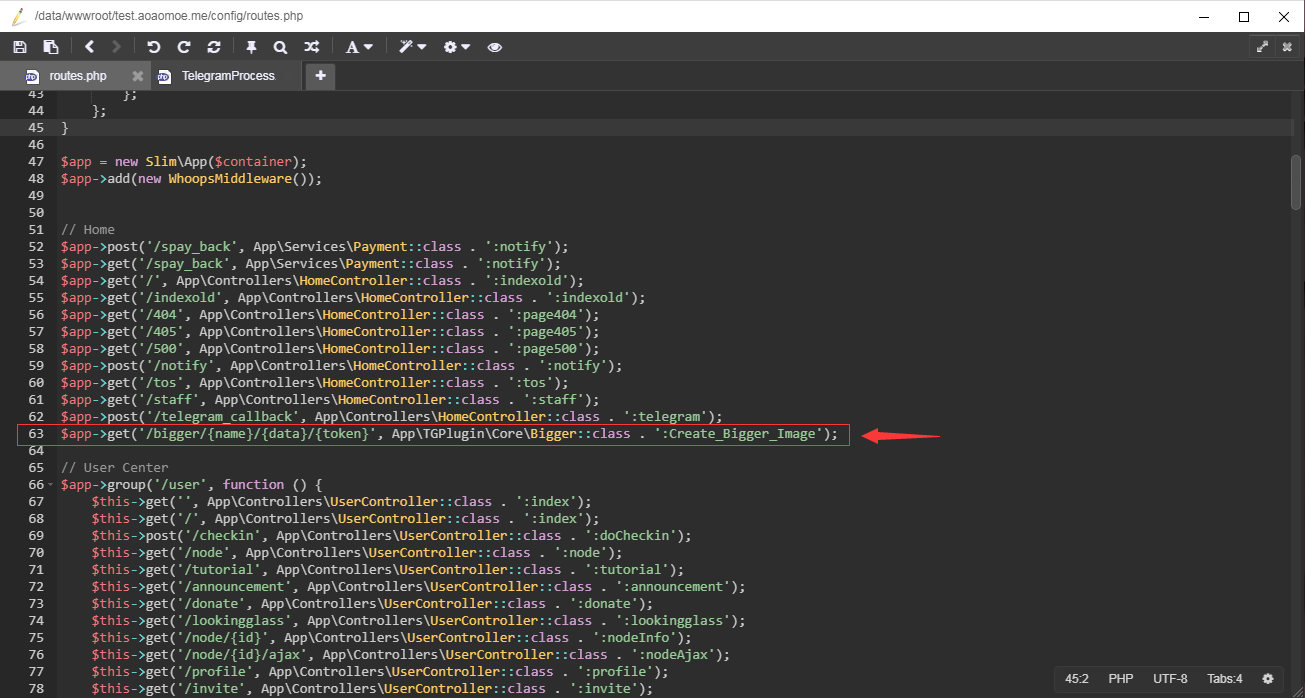 /data/wwwroot/test.aoaomoe.me/config/routes.php
routes.php
TelegramProcess.
43 };
44 };
45 }
46
47 $app = new Slim\App($container);
48 $app->add(new WhoopsMiddleware());
49
50
51 // Home
52 $app->post('/spay_back', App\Services\Payment::class . ':notify');
53 $app->get('/spay_back', App\Services\Payment::class . ':notify');
54 $app->get('/', App\Controllers\HomeController::class . ':indexold');
55 $app->get('/indexold', App\Controllers\HomeController::class . ':indexold');
56 $app->get('/404', App\Controllers\HomeController::class . ':page404');
57 $app->get('/405', App\Controllers\HomeController::class . ':page405');
58 $app->get('/500', App\Controllers\HomeController::class . ':page500');
59 $app->post('/notify', App\Controllers\HomeController::class . ':notify');
60 $app->get('/tos', App\Controllers\HomeController::class . ':tos');
61 $app->get('/staff', App\Controllers\HomeController::class . ':staff');
62 $app->post('/telegram_callback', App\Controllers\HomeController::class . ':telegram');
63 $app->get('/bigger/{name}/{data}/{token}', App\TGPlugin\Core\Bigger::class . ':Create_Bigger_Image');
64
65 // User Center
66 $app->group('/user', function () {
67 $this->get('', App\Controllers\UserController::class . ':index');
68 $this->get('/', App\Controllers\UserController::class . ':index');
69 $this->post('/checkin', App\Controllers\UserController::class . ':doCheckin');
70 $this->get('/node', App\Controllers\UserController::class . ':node');
71 $this->get('/tutorial', App\Controllers\UserController::class . ':tutorial');
72 $this->get('/announcement', App\Controllers\UserController::class . ':announcement');
73 $this->get('/donate', App\Controllers\UserController::class . ':donate');
74 $this->get('/lookingglass', App\Controllers\UserController::class . ':lookingglass');
75 $this->get('/node/{id}', App\Controllers\UserController::class . ':nodeInfo');
76 $this->get('/node/{id}/ajax', App\Controllers\UserController::class . ':nodeAjax');
77 $this->get('/profile', App\Controllers\UserController::class . ':profile');
78 $this->get('/invite', App\Controllers\UserController::class . ':invite');
45:2 PHP UTF-8 Tabs:4